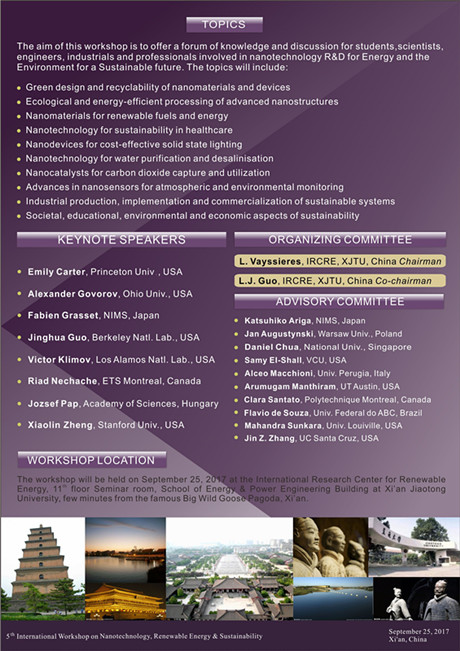 TOPICS
The aim of this workshop is to offer a forum of knowledge and discussion for students,scientists,
engineers, industrials and professionals involved in nanotechnology R&D for Energy and the
Environment for a Sustainable future. The topics will include:
Green design and recyclability of nanomaterials and devices
Ecological and energy-efficient processing of advanced nanostructures
Nanomaterials for renewable fuels and energy
Nanotechnology for sustainability in healthcare
Nanodevices for cost-effective solid state lighting
Nanotechnology for water purification and desalinisation
Nanocatalysts for carbon dioxide capture and utilization
Advances in nanosensors for atmospheric and environmental monitoring
Industrial production, implementation and commercialization of sustainable systems
Societal, educational, environmental and economic aspects of sustainability
KEYNOTE SPEAKERS
Emily Carter, Princeton Univ ., USA
Alexander Govorov, Ohio Univ., USA
Fabien Grasset, NIMS, Japan
Jinghua Guo, Berkeley Natl. Lab., USA
Victor Klimov, Los Alamos Natl. Lab., USA
Riad Nechache, ETS Montreal, Canada
Jozsef Pap, Academy of Sciences, Hungary
Xiaolin Zheng, Stanford Univ., USA
ORGANIZING COMMITTEE
L. Vayssieres, IRCRE, XJTU, China Chairman
L.J. Guo, IRCRE, XJTU, China Co-chairman
ADVISORY COMMITTEE
Katsuhiko Ariga, NIMS, Japan
Jan Augustynski, Warsaw Univ., Poland
Daniel Chua, National Univ., Singapore
Samy El-Shall, VCU, USA
Alceo Macchioni, Univ. Perugia, Italy
Arumugam Manthiram, UT Austin, USA
Clara Santato, Polytechnique Montreal, Canada
Flavio de Souza, Univ. Federal do ABC, Brazil
Mahandra Sunkara, Univ. Louiville, USA
Jin Z. Zhang, UC Santa Cruz, USA
WORKSHOP LOCATION
The workshop will be held on September 25, 2017 at the International Research Center for Renewable
Energy, 11th floor Seminar room, School of Energy & Power Engineering Building at Xi'an Jiaotong
University, few minutes from the famous Big Wild Goose Pagoda, Xi'an.
5th International Workshop on Nanotechnology, Renewable Energy & Sustainability
September 25, 2017
Xi'an, China